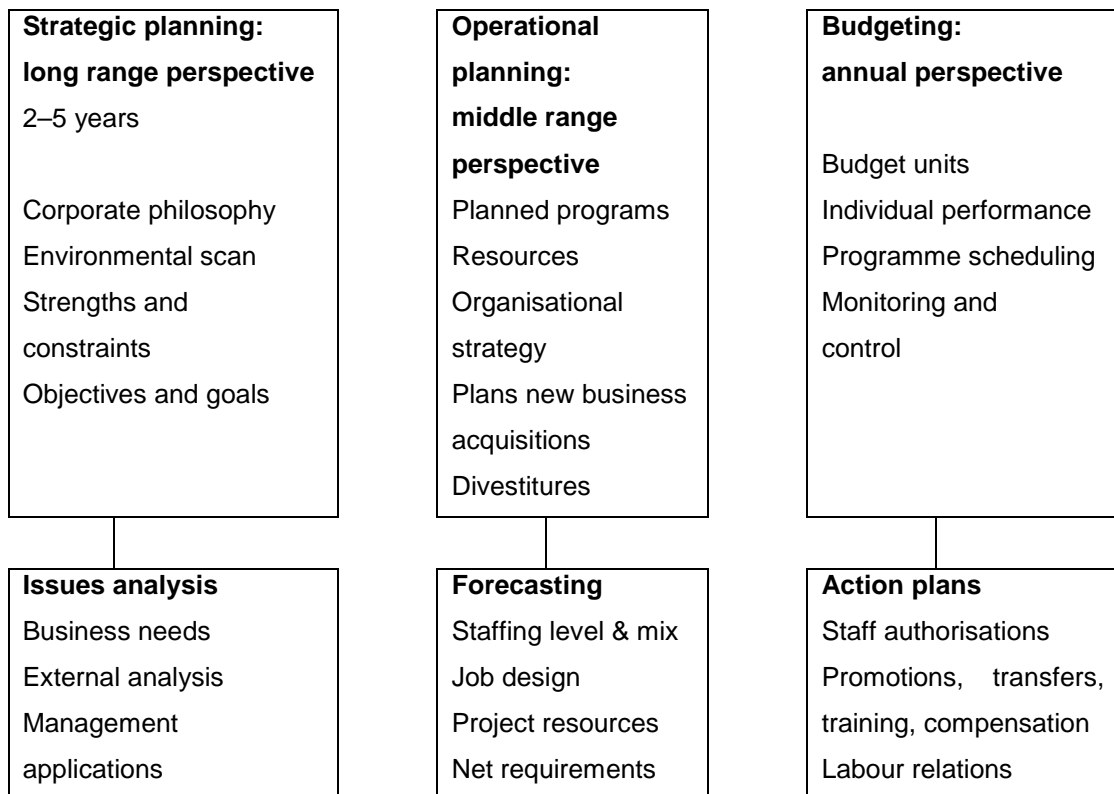 Strategic planning:
long range perspective
2–5 years
Corporate philosophy
Environmental scan
Strengths and
constraints
Objectives and goals
Operational
planning:
middle range
perspective
Planned programs
Resources
Organisational
strategy
Plans new business
acquisitions
Divestitures
Budgeting:
annual perspective
Budget units
Individual performance
Programme scheduling
Monitoring and
control
Issues analysis
Business needs
External analysis
Management
applications
Forecasting
Staffing level & mix
Job design
Project resources
Net requirements
Action plans
Staff authorisations
Promotions, transfers,
training, compensation
Labour relations